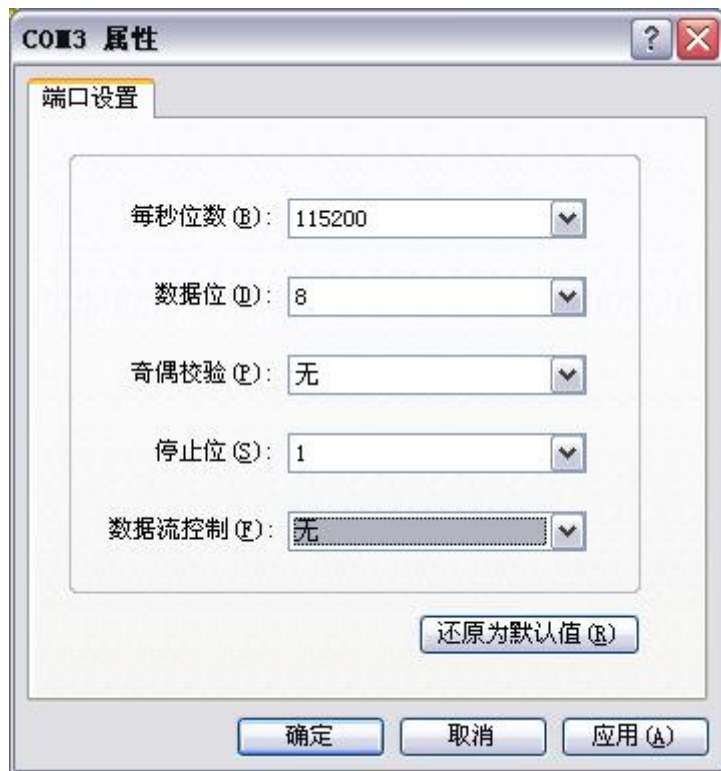 COM3 属性
端口设置
每秒位数(B): 115200
数据位(D): 8
奇偶校验(P): 无
停止位(S): 1
数据流控制(F): 无
还原为默认值(R)
确定 取消 应用(A)